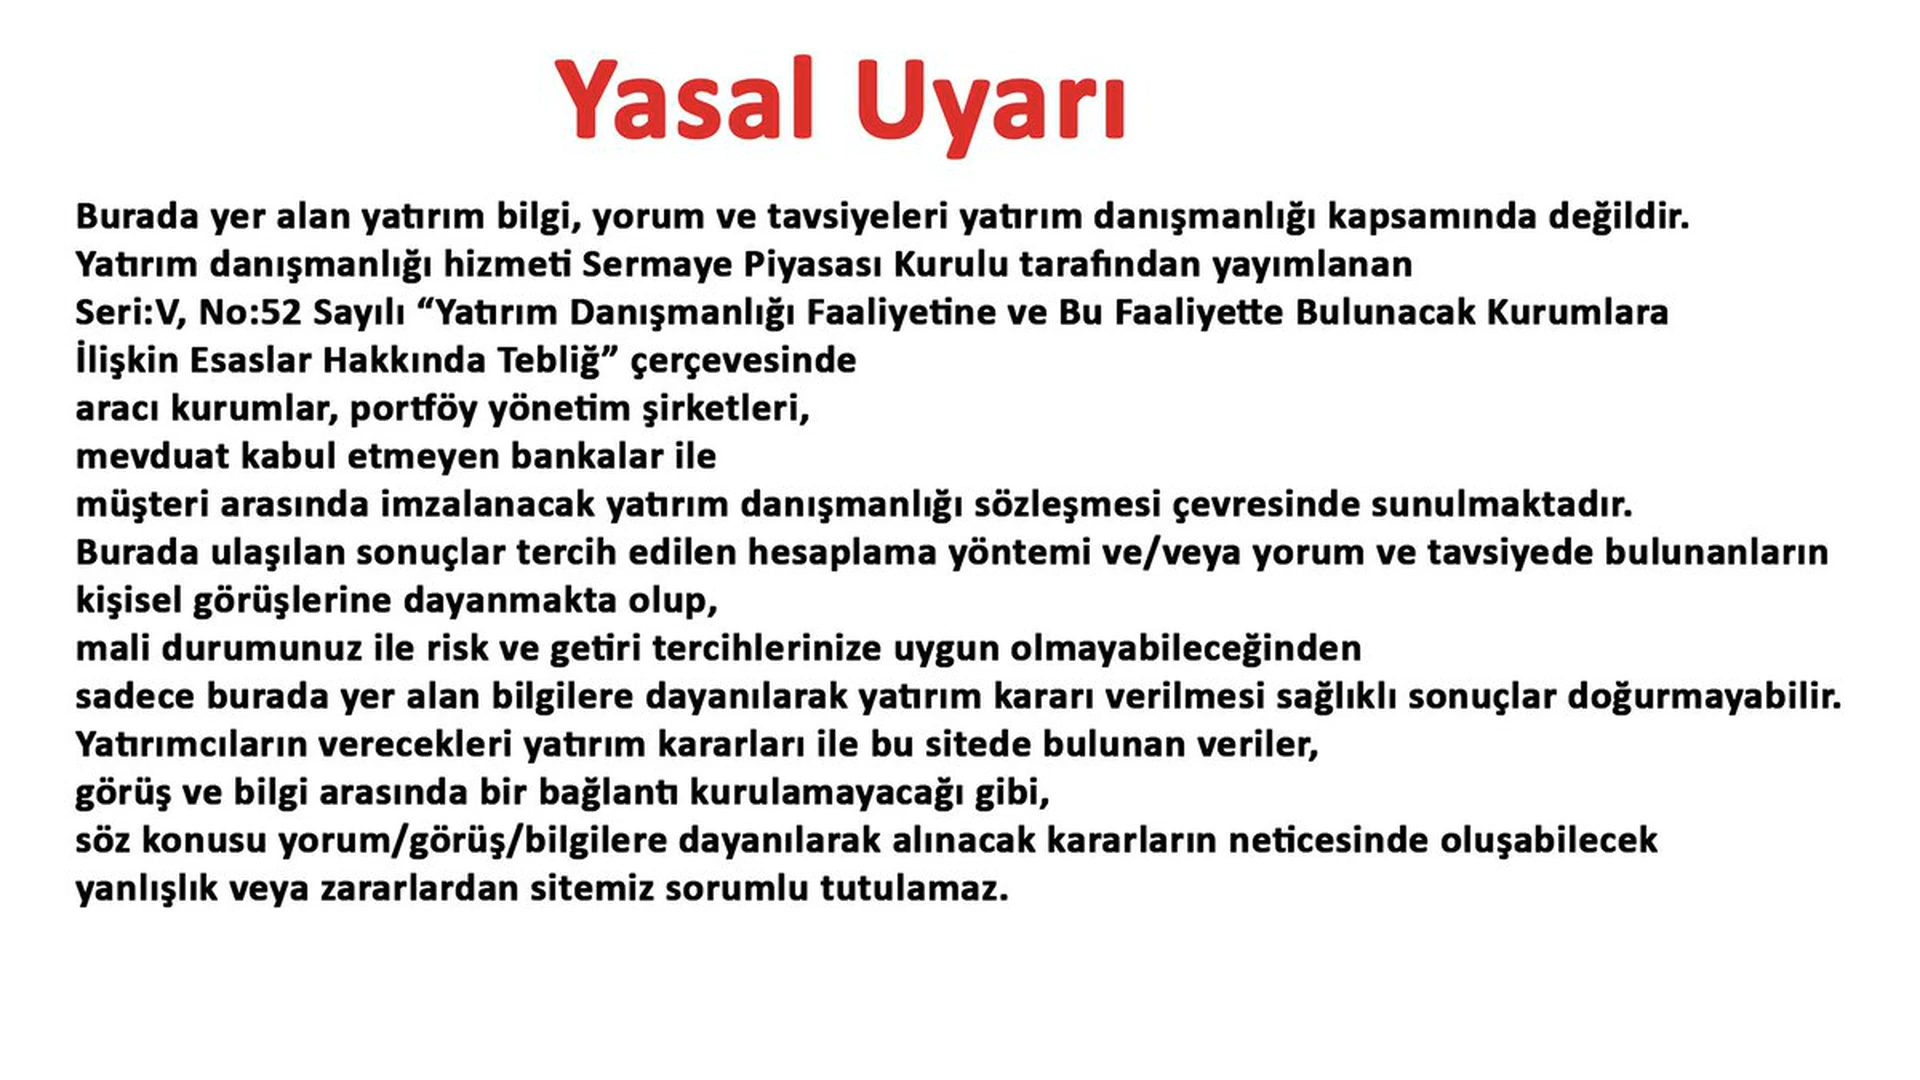 Yasal Uyarı
Burada yer alan yatırım bilgi, yorum ve tavsiyeleri yatırım danışmanlığı kapsamında değildir.
Yatırım danışmanlığı hizmeti Sermaye Piyasası Kurulu tarafından yayımlanan
Seri:V, No:52 Sayılı “Yatırım Danışmanlığı Faaliyetine ve Bu Faaliyette Bulunacak Kurumlara
İlişkin Esaslar Hakkında Tebliğ” çerçevesinde
aracı kurumlar, portföy yönetim şirketleri,
mevduat kabul etmeyen bankalar ile
müşteri arasında imzalanacak yatırım danışmanlığı sözleşmesi çevresinde sunulmaktadır.
Burada ulaşılan sonuçlar tercih edilen hesaplama yöntemi ve/veya yorum ve tavsiyede bulunanların
kişisel görüşlerine dayanmakta olup,
mali durumunuz ile risk ve getiri tercihlerinize uygun olmayabileceğinden
sadece burada yer alan bilgilere dayanılarak yatırım kararı verilmesi sağlıklı sonuçlar doğurmayabilir.
Yatırımcıların verecekleri yatırım kararları ile bu sitede bulunan veriler,
görüş ve bilgi arasında bir bağlantı kurulamayacağı gibi,
söz konusu yorum/görüş/bilgilere dayanılarak alınacak kararların neticesinde oluşabilecek
yanlışlık veya zararlardan sitemiz sorumlu tutulamaz.